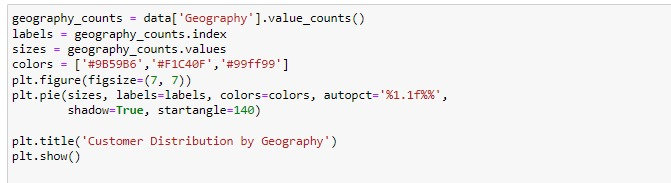 geography_counts = data['Geography'].value_counts()
labels = geography_counts.index
sizes = geography_counts.values
colors = ['#9B59B6','#F1C40F','#99ff99']
plt.figure(figsize=(7, 7))
plt.pie(sizes, labels=labels, colors=colors, autopct='%1.1f%%',
        shadow=True, startangle=140)
plt.title('Customer Distribution by Geography')
plt.show()